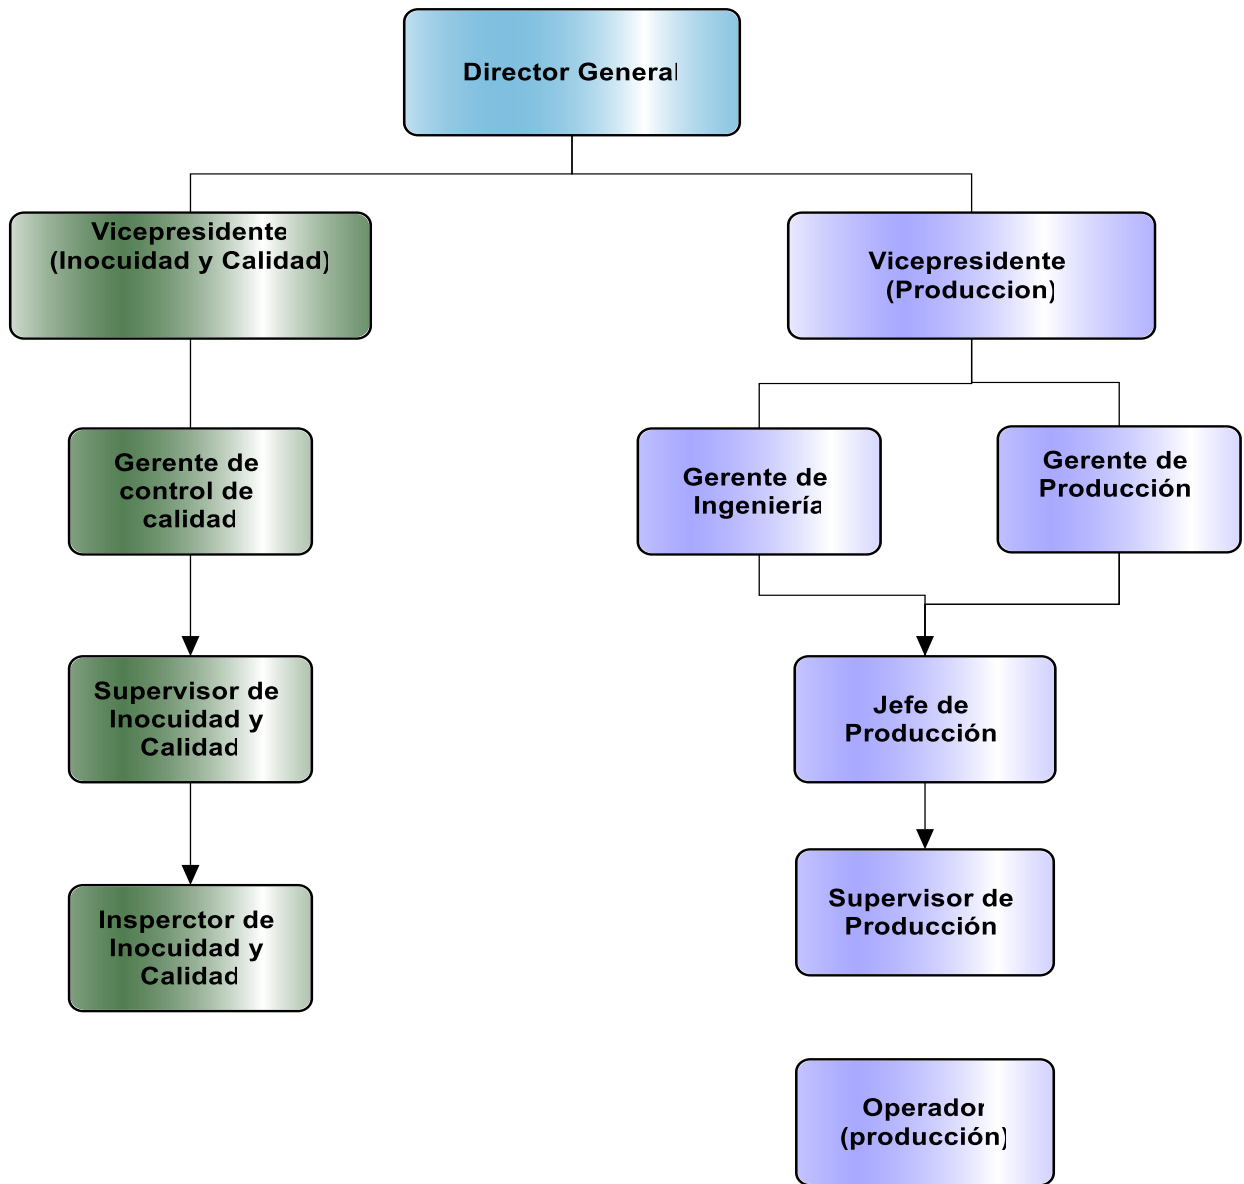 Director General
Vicepresidente
(Inocuidad y Calidad)
Vicepresidente
(Produccion)
Gerente de
control de
calidad
Gerente de
Ingeniería
Gerente de
Producción
Supervisor de
Inocuidad y
Calidad
Jefe de
Producción
Insperctor de
Inocuidad y
Calidad
Supervisor de
Producción
Operador
(producción)